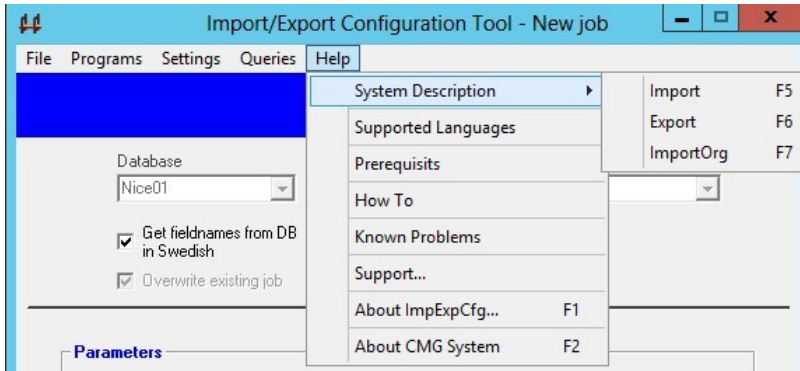 Import/Export Configuration Tool - New job
File Programs Settings Queries Help
System Description
Import F5
Export F6
ImportOrg F7
Supported Languages
Prerequisits
How To
Known Problems
Support...
About ImpExpCfg... F1
About CMG System F2
Database
Nice01
Get fieldnames from DB
in Swedish
Overwrite existing job
Parameters